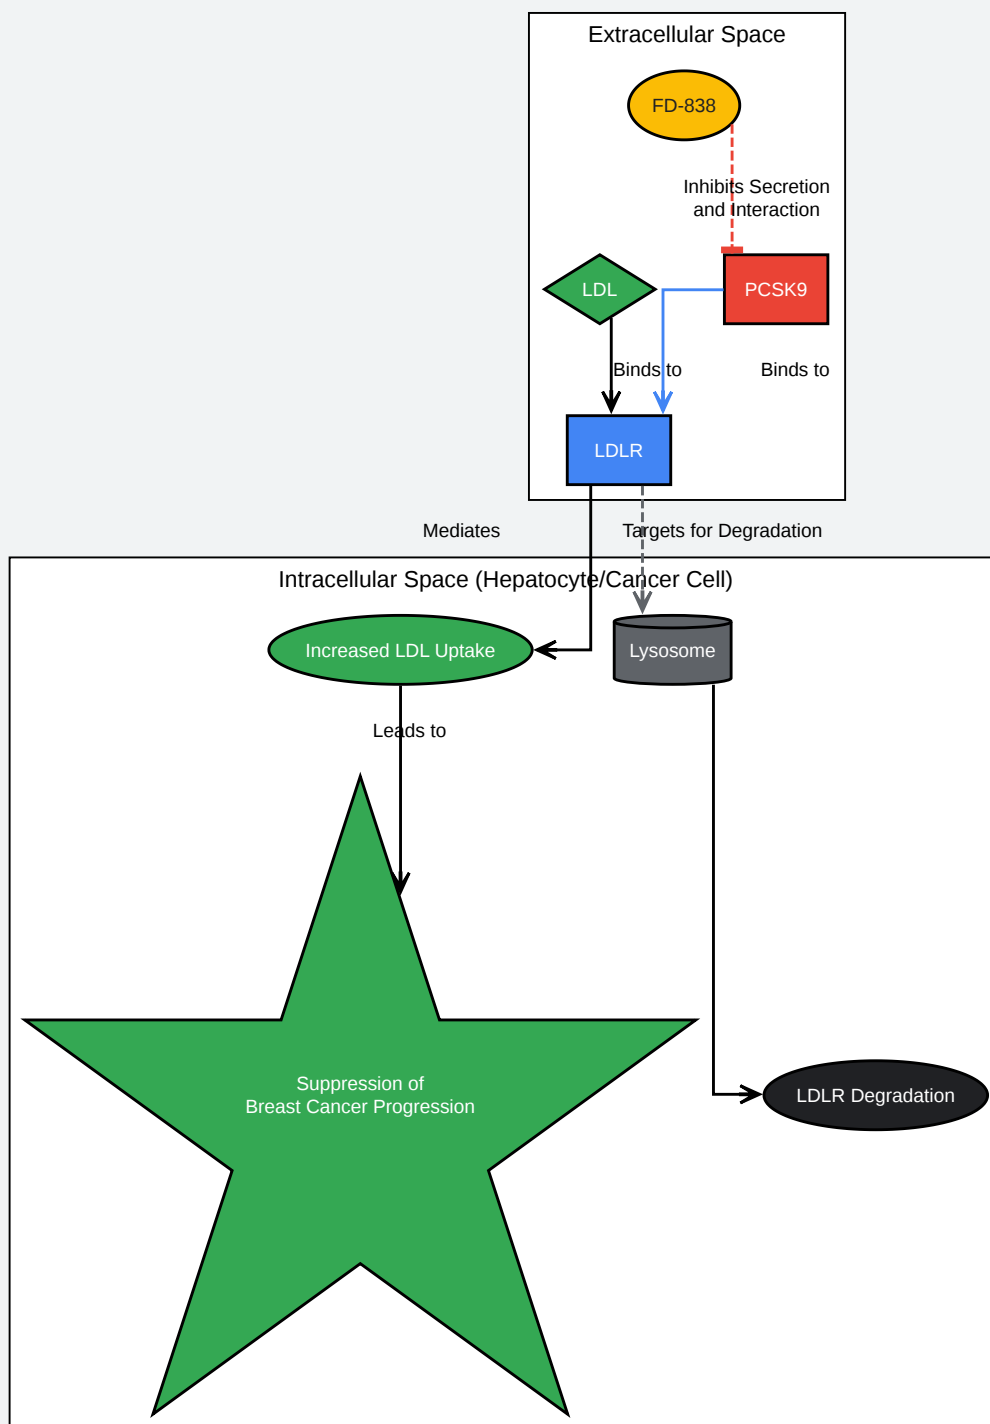 Extracellular Space
FD-838
Inhibits Secretion
and Interaction
LDL
PCSK9
Binds to
Binds to
LDLR
Mediates
Targets for Degradation
Intracellular Space (Hepatocyte/Cancer Cell)
Increased LDL Uptake
Lysosome
Leads to
Suppression of
Breast Cancer Progression
LDLR Degradation